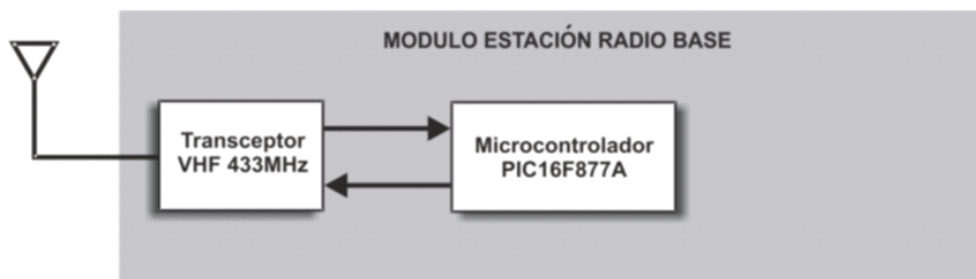 MODULO ESTACIÓN RADIO BASE
Transceptor
VHF 433MHz
Microcontrolador
PIC16F877A